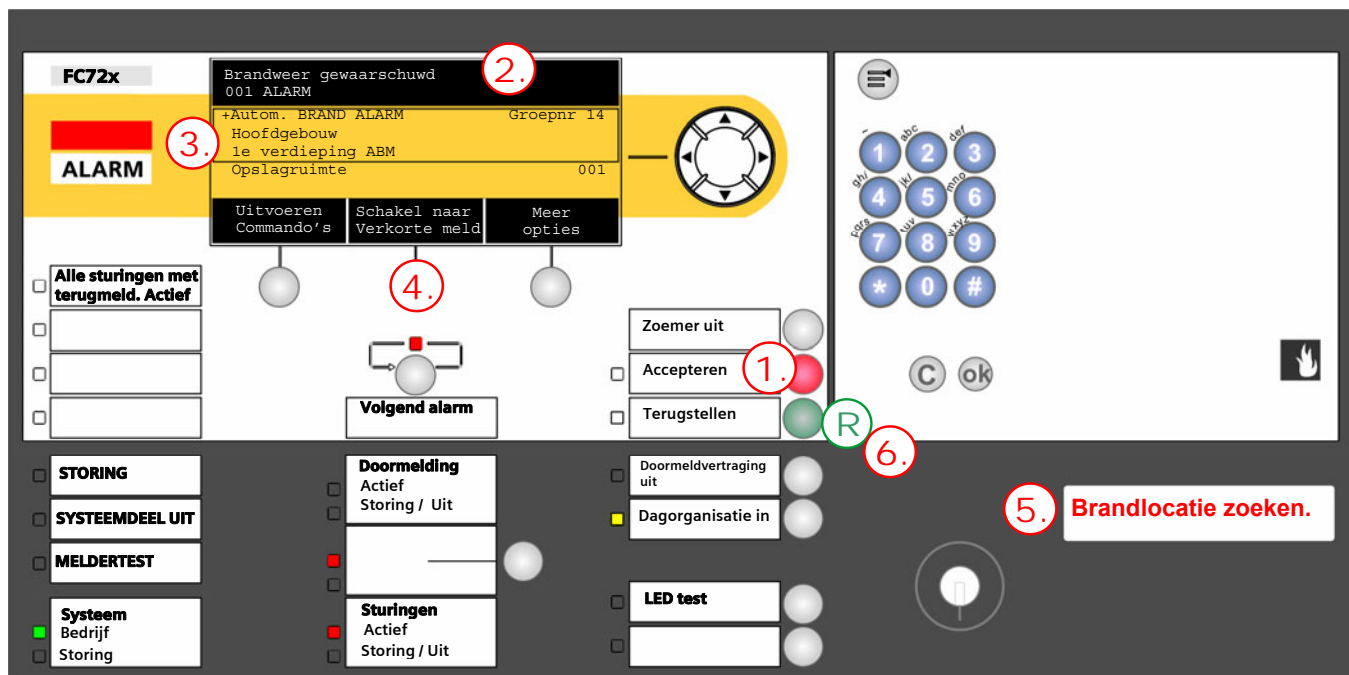 FC72x
Brandweer gewaarschuwd
001 ALARM
2.
+Autom. BRAND ALARM Groepnr 14
Hoofdgebouw
1e verdieping ABM
Opslagruimte 001
3.
ALARM
Uitvoeren
Commando's
Schakel naar
Verkorte meld
Meer
opties
4.
Alle sturingen met
terugmeld. Actief
Volgend alarm
Zoemer uit
Accepteren
1.
Terugstellen
R
6.
1 2 abc 3 def
4 ghi 5 jkl 6 mno
7 pqrs 8 tuv 9 wxyz
* 0 #
C ok
STORING
SYSTEEMDEEL UIT
MELDERTEST
Systeem
Bedrijf
Storing
Doormelding
Actief
Storing / Uit
Sturingen
Actief
Storing / Uit
Doormeldvertraging
uit
Dagorganisatie in
LED test
5.
Brandlocatie zoeken.